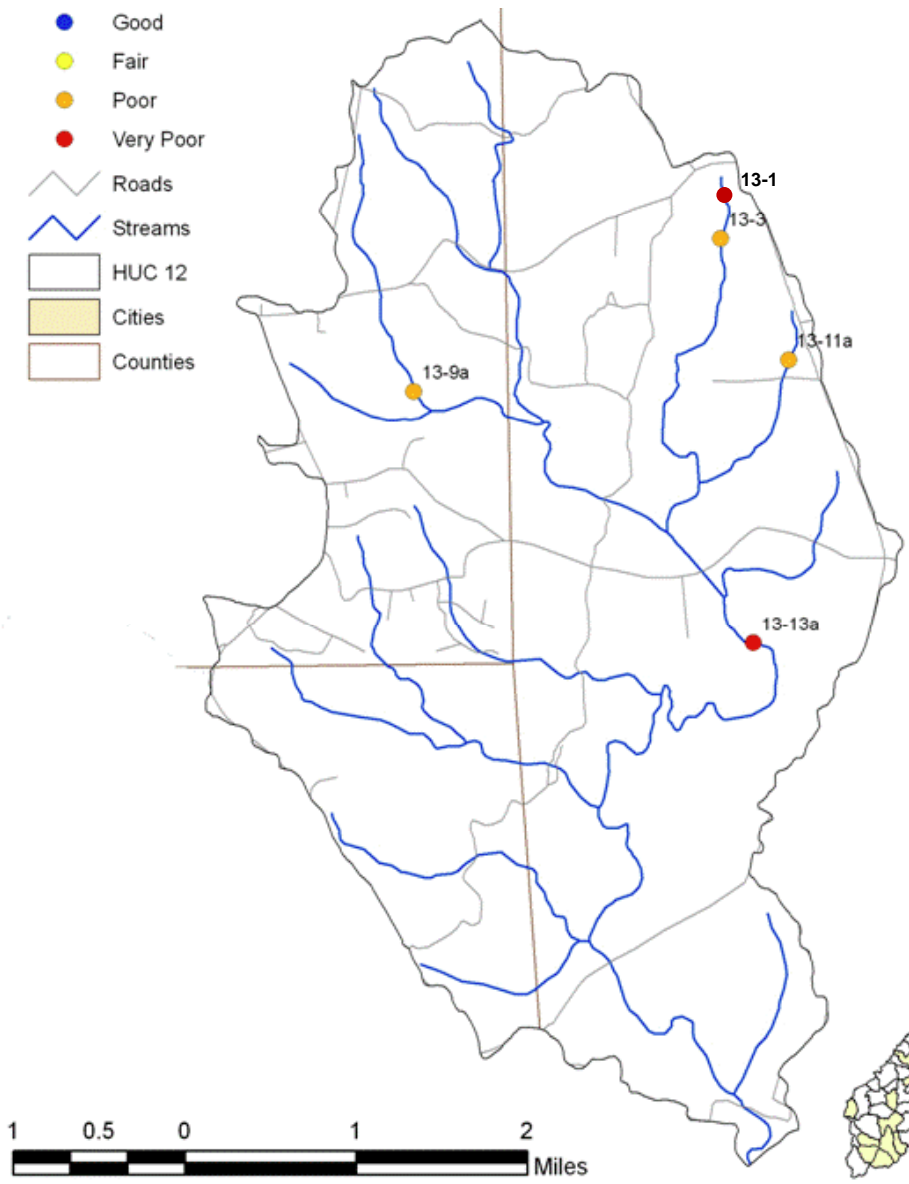 Good
Fair
Poor
Very Poor
Roads
Streams
HUC 12
Cities
Counties
13-1
13-3
13-11a
13-9a
13-13a
1 0.5 0 1 2
Miles